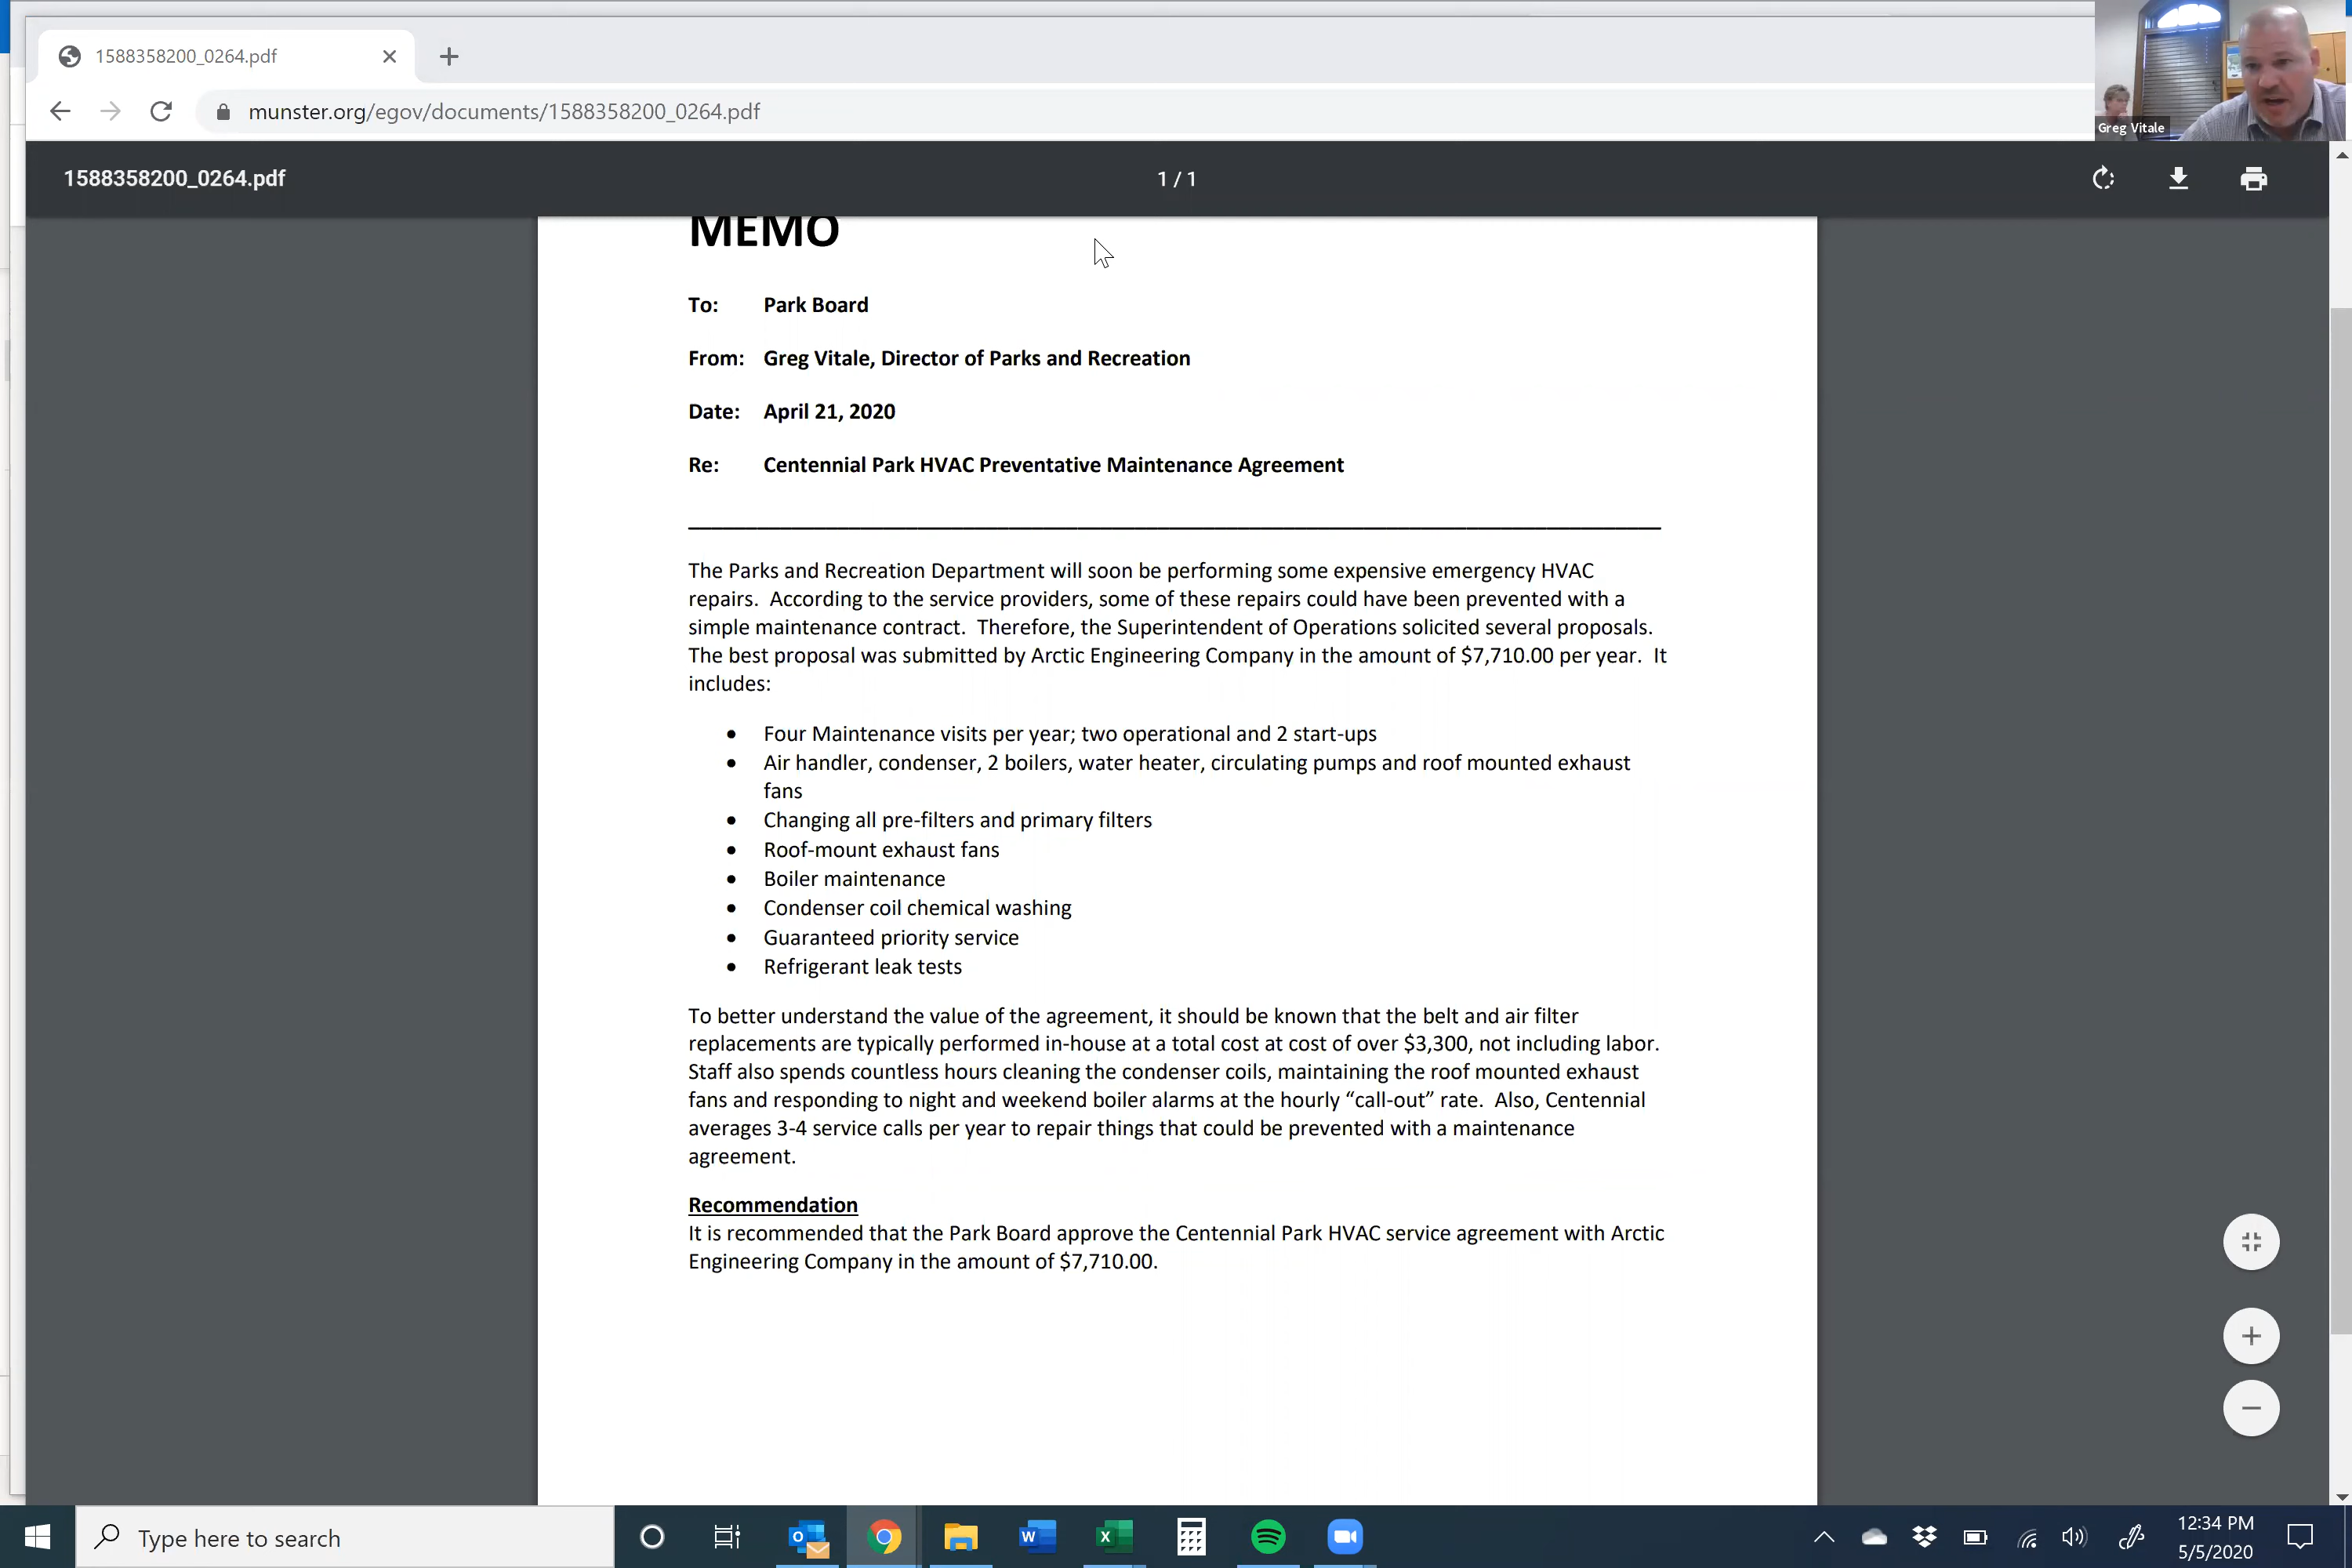 1588358200_0264.pdf
munster.org/egov/documents/1588358200_0264.pdf
Greg Vitale
1588358200_0264.pdf
1 / 1
MEMO
To: Park Board
From: Greg Vitale, Director of Parks and Recreation
Date: April 21, 2020
Re: Centennial Park HVAC Preventative Maintenance Agreement
The Parks and Recreation Department will soon be performing some expensive emergency HVAC
repairs.  According to the service providers, some of these repairs could have been prevented with a
simple maintenance contract.  Therefore, the Superintendent of Operations solicited several proposals.
The best proposal was submitted by Arctic Engineering Company in the amount of $7,710.00 per year.  It
includes:
• Four Maintenance visits per year; two operational and 2 start-ups
• Air handler, condenser, 2 boilers, water heater, circulating pumps and roof mounted exhaust
fans
• Changing all pre-filters and primary filters
• Roof-mount exhaust fans
• Boiler maintenance
• Condenser coil chemical washing
• Guaranteed priority service
• Refrigerant leak tests
To better understand the value of the agreement, it should be known that the belt and air filter
replacements are typically performed in-house at a total cost at cost of over $3,300, not including labor.
Staff also spends countless hours cleaning the condenser coils, maintaining the roof mounted exhaust
fans and responding to night and weekend boiler alarms at the hourly “call-out” rate.  Also, Centennial
averages 3-4 service calls per year to repair things that could be prevented with a maintenance
agreement.
Recommendation
It is recommended that the Park Board approve the Centennial Park HVAC service agreement with Arctic
Engineering Company in the amount of $7,710.00.
Type here to search
12:34 PM
5/5/2020